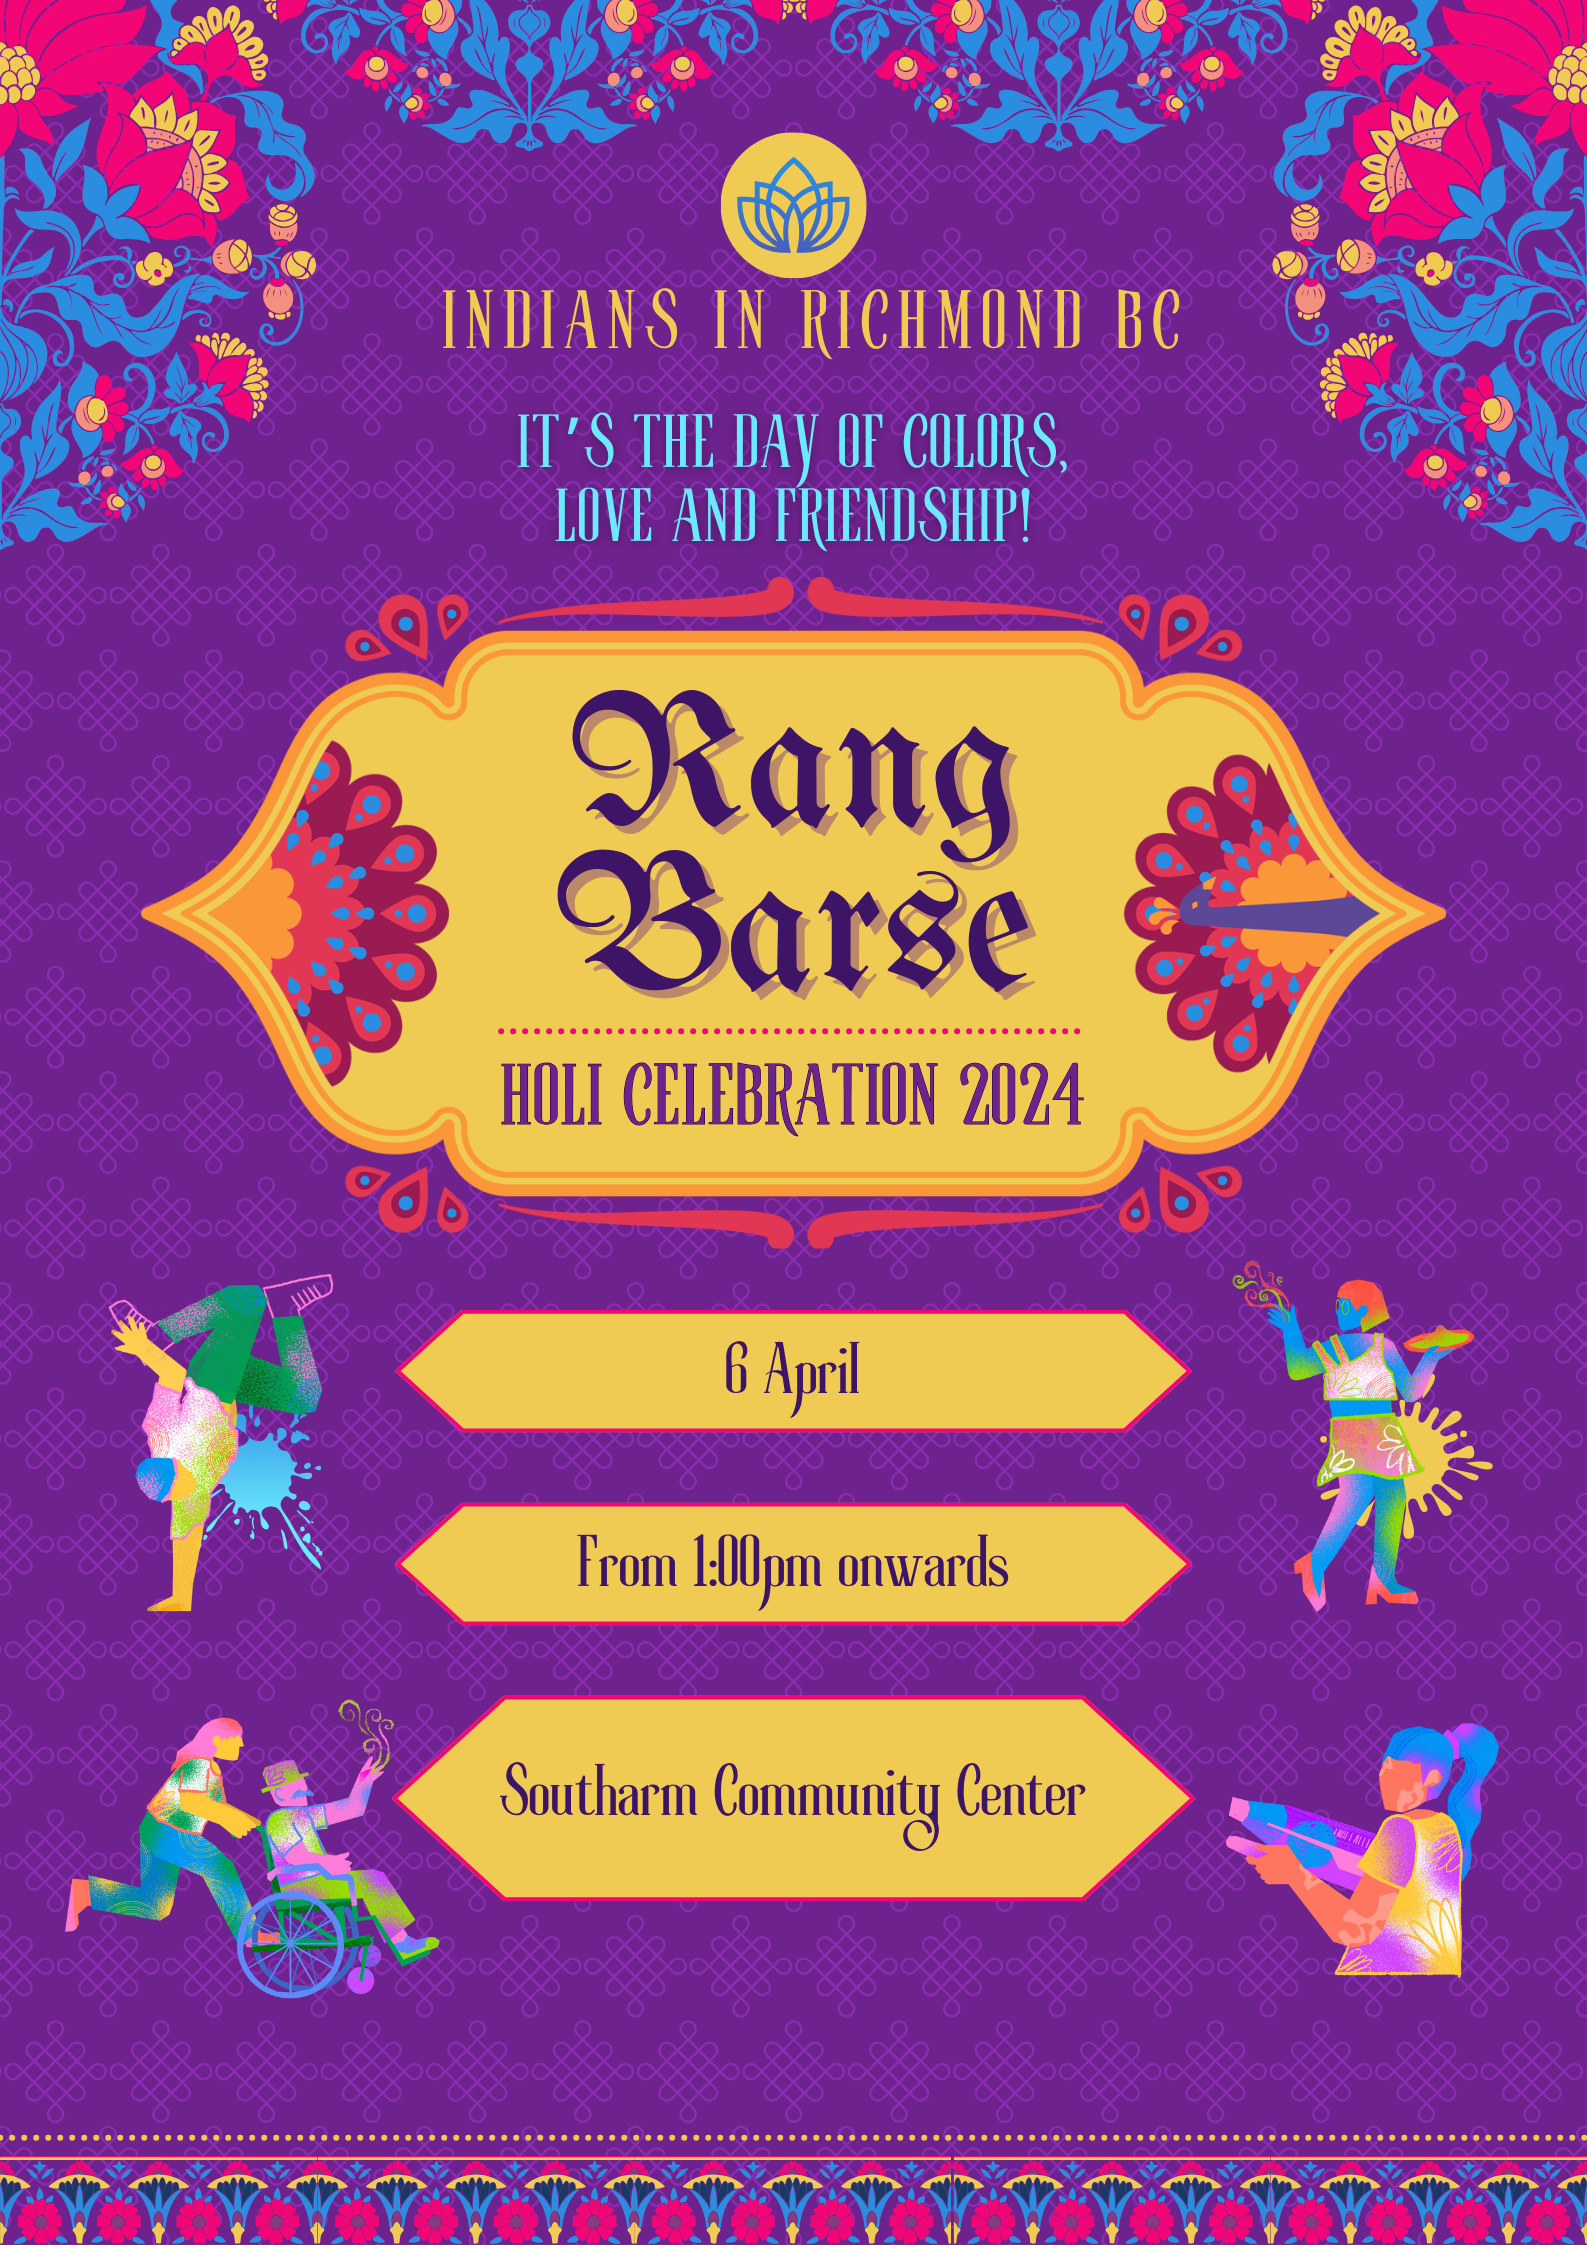 INDIANS IN RICHMOND BC
IT'S THE DAY OF COLORS,
LOVE AND FRIENDSHIP!
Rang
Barse
HOLI CELEBRATION 2024
6 April
From 1:00pm onwards
Southarm Community Center